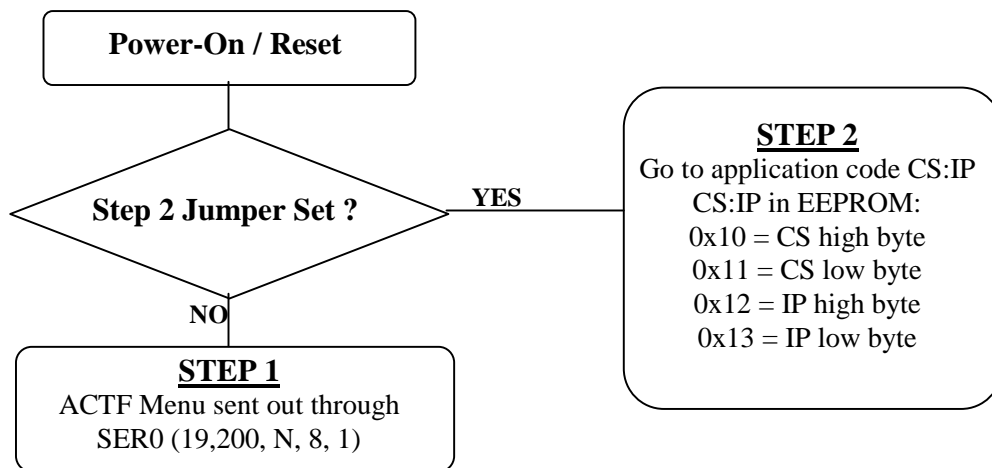 Power-On / Reset
Step 2 Jumper Set ?
YES
STEP 2
Go to application code CS:IP
CS:IP in EEPROM:
0x10 = CS high byte
0x11 = CS low byte
0x12 = IP high byte
0x13 = IP low byte
NO
STEP 1
ACTF Menu sent out through
SER0 (19,200, N, 8, 1)